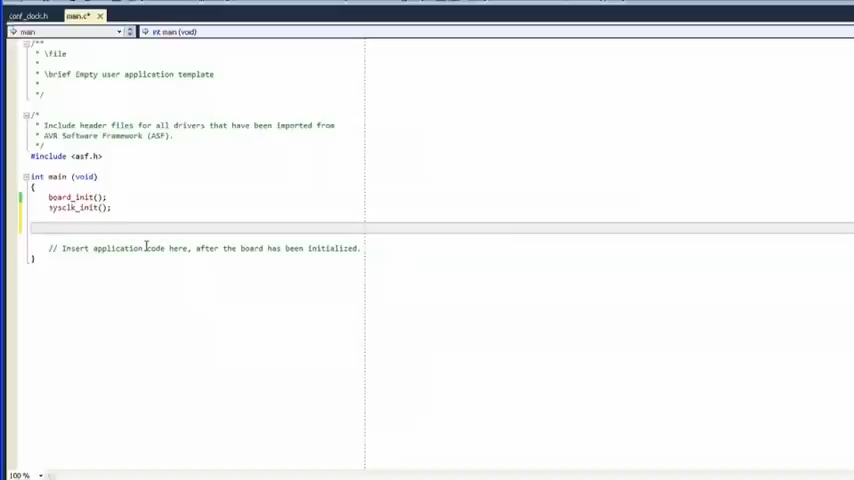 conf_clock.h main.c*
main int main (void)
/**
* \file
*
* \brief Empty user application template
*
*/
/*
* Include header files for all drivers that have been imported from
* AVR Software Framework (ASF).
*/
#include <asf.h>
int main (void)
{
board_init();
sysclk_init();
// Insert application code here, after the board has been initialized.
}
100 %